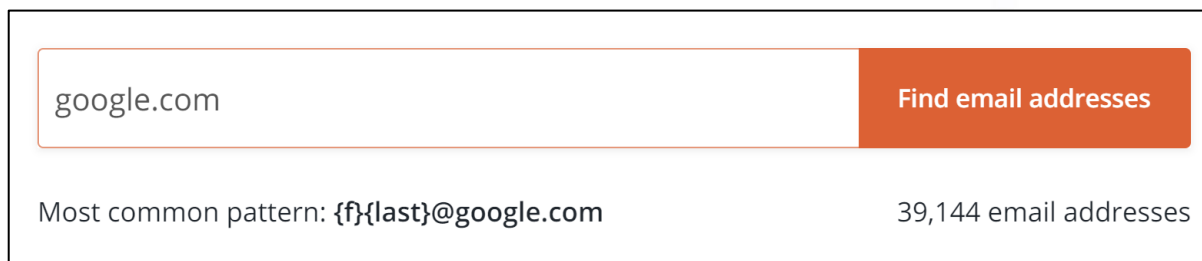 google.com
Find email addresses
Most common pattern: {f}{last}@google.com
39,144 email addresses